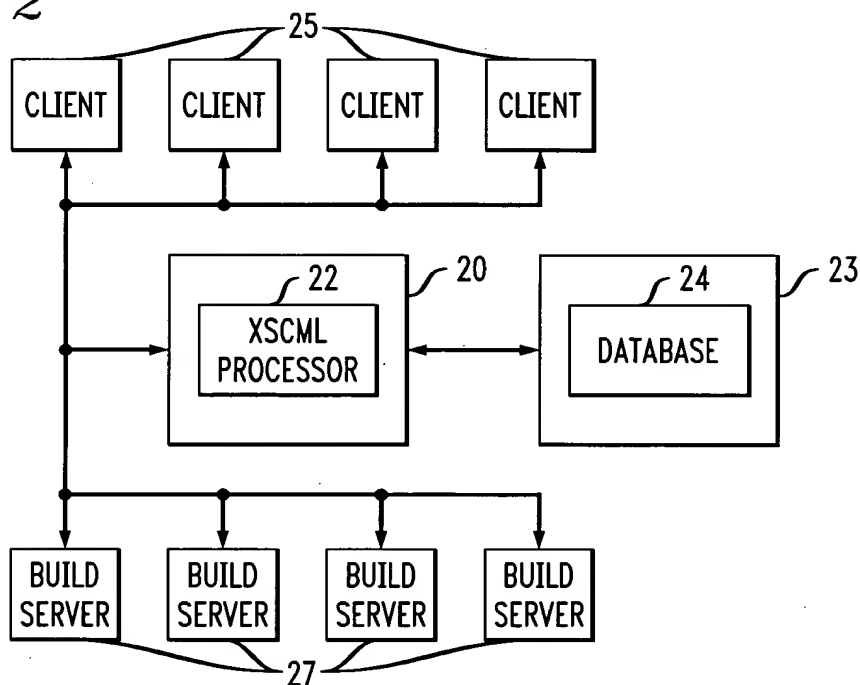 2
25
CLIENT
CLIENT
CLIENT
CLIENT
20
23
22
24
XSCML
PROCESSOR
DATABASE
BUILD
SERVER
BUILD
SERVER
BUILD
SERVER
BUILD
SERVER
27